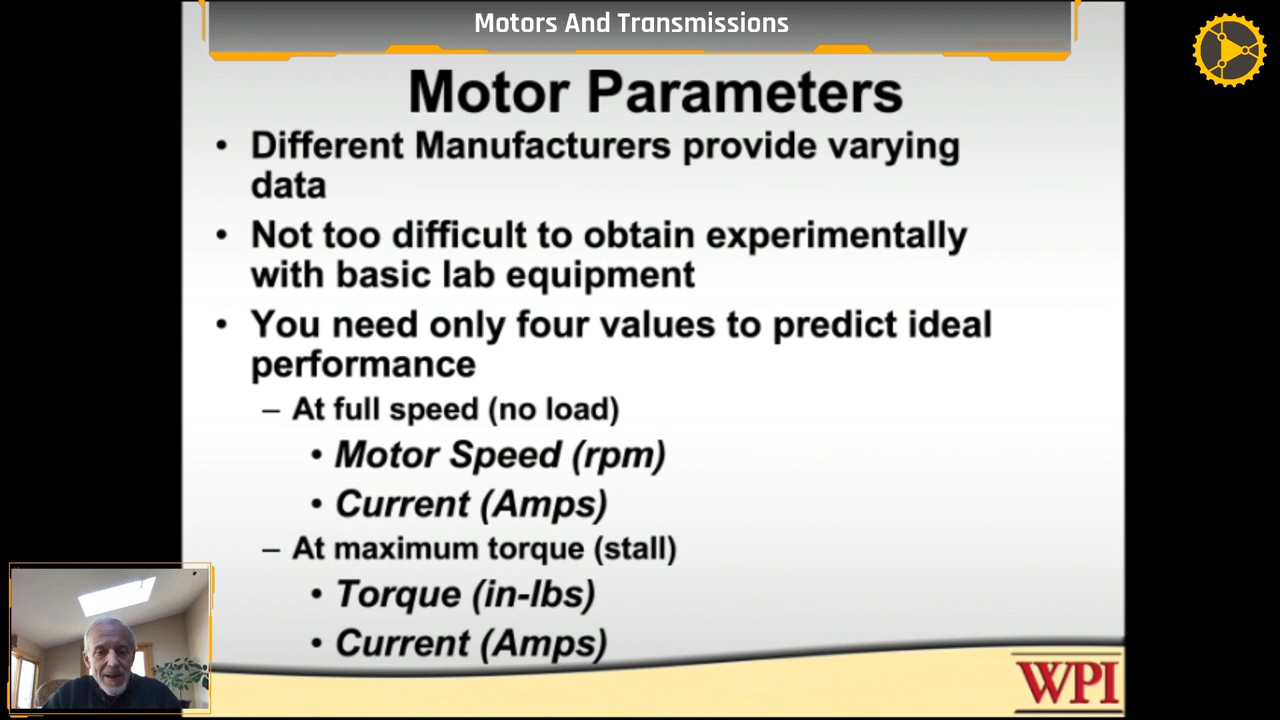 Motors And Transmissions
Motor Parameters
• Different Manufacturers provide varying
data
• Not too difficult to obtain experimentally
with basic lab equipment
• You need only four values to predict ideal
performance
– At full speed (no load)
• Motor Speed (rpm)
• Current (Amps)
– At maximum torque (stall)
• Torque (in-lbs)
• Current (Amps)
WPI